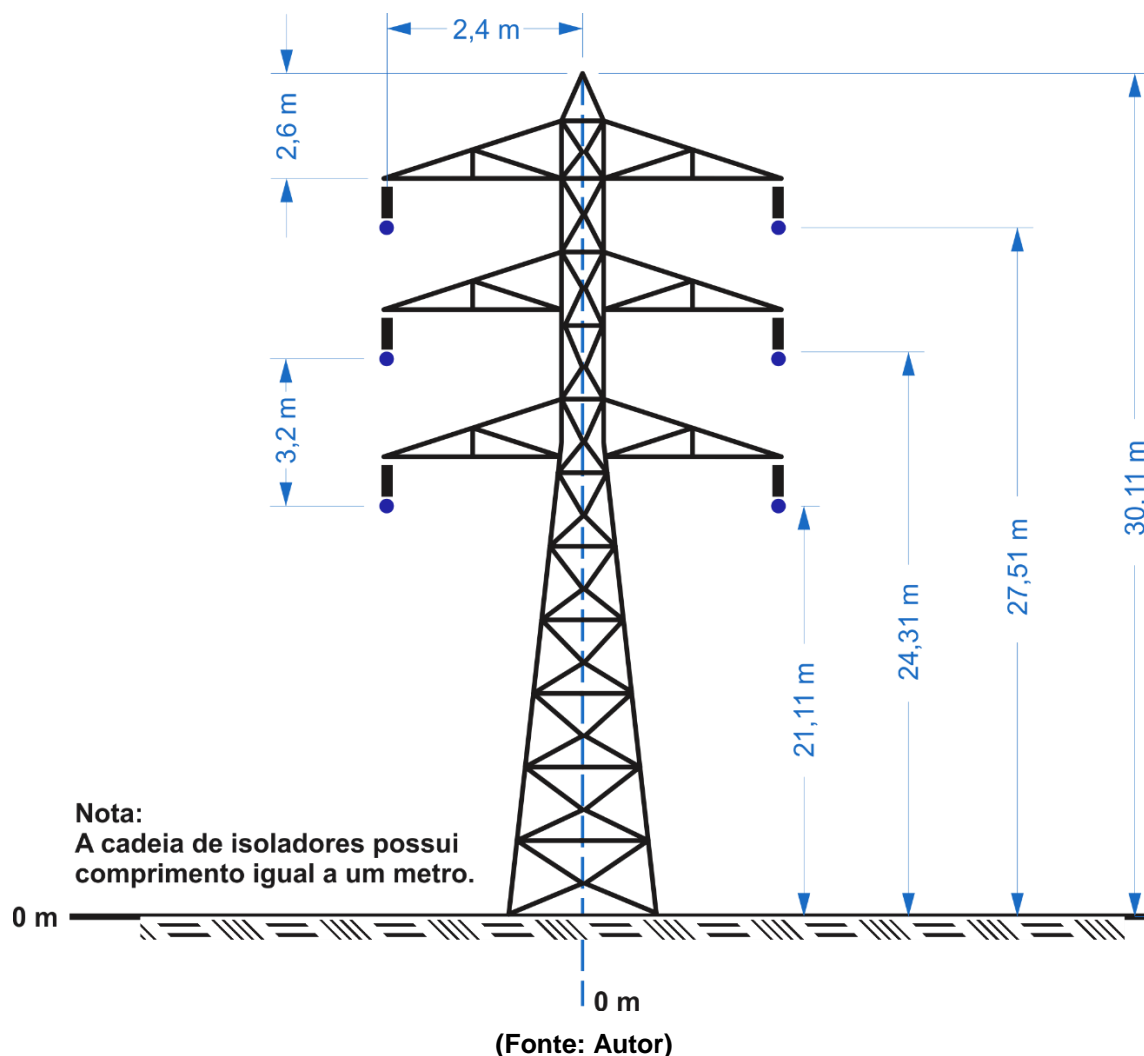 2,4 m
2,6 m
3,2 m
21,11 m
24,31 m
27,51 m
30,11 m
Nota:
A cadeia de isoladores possui
comprimento igual a um metro.
0 m
0 m
(Fonte: Autor)